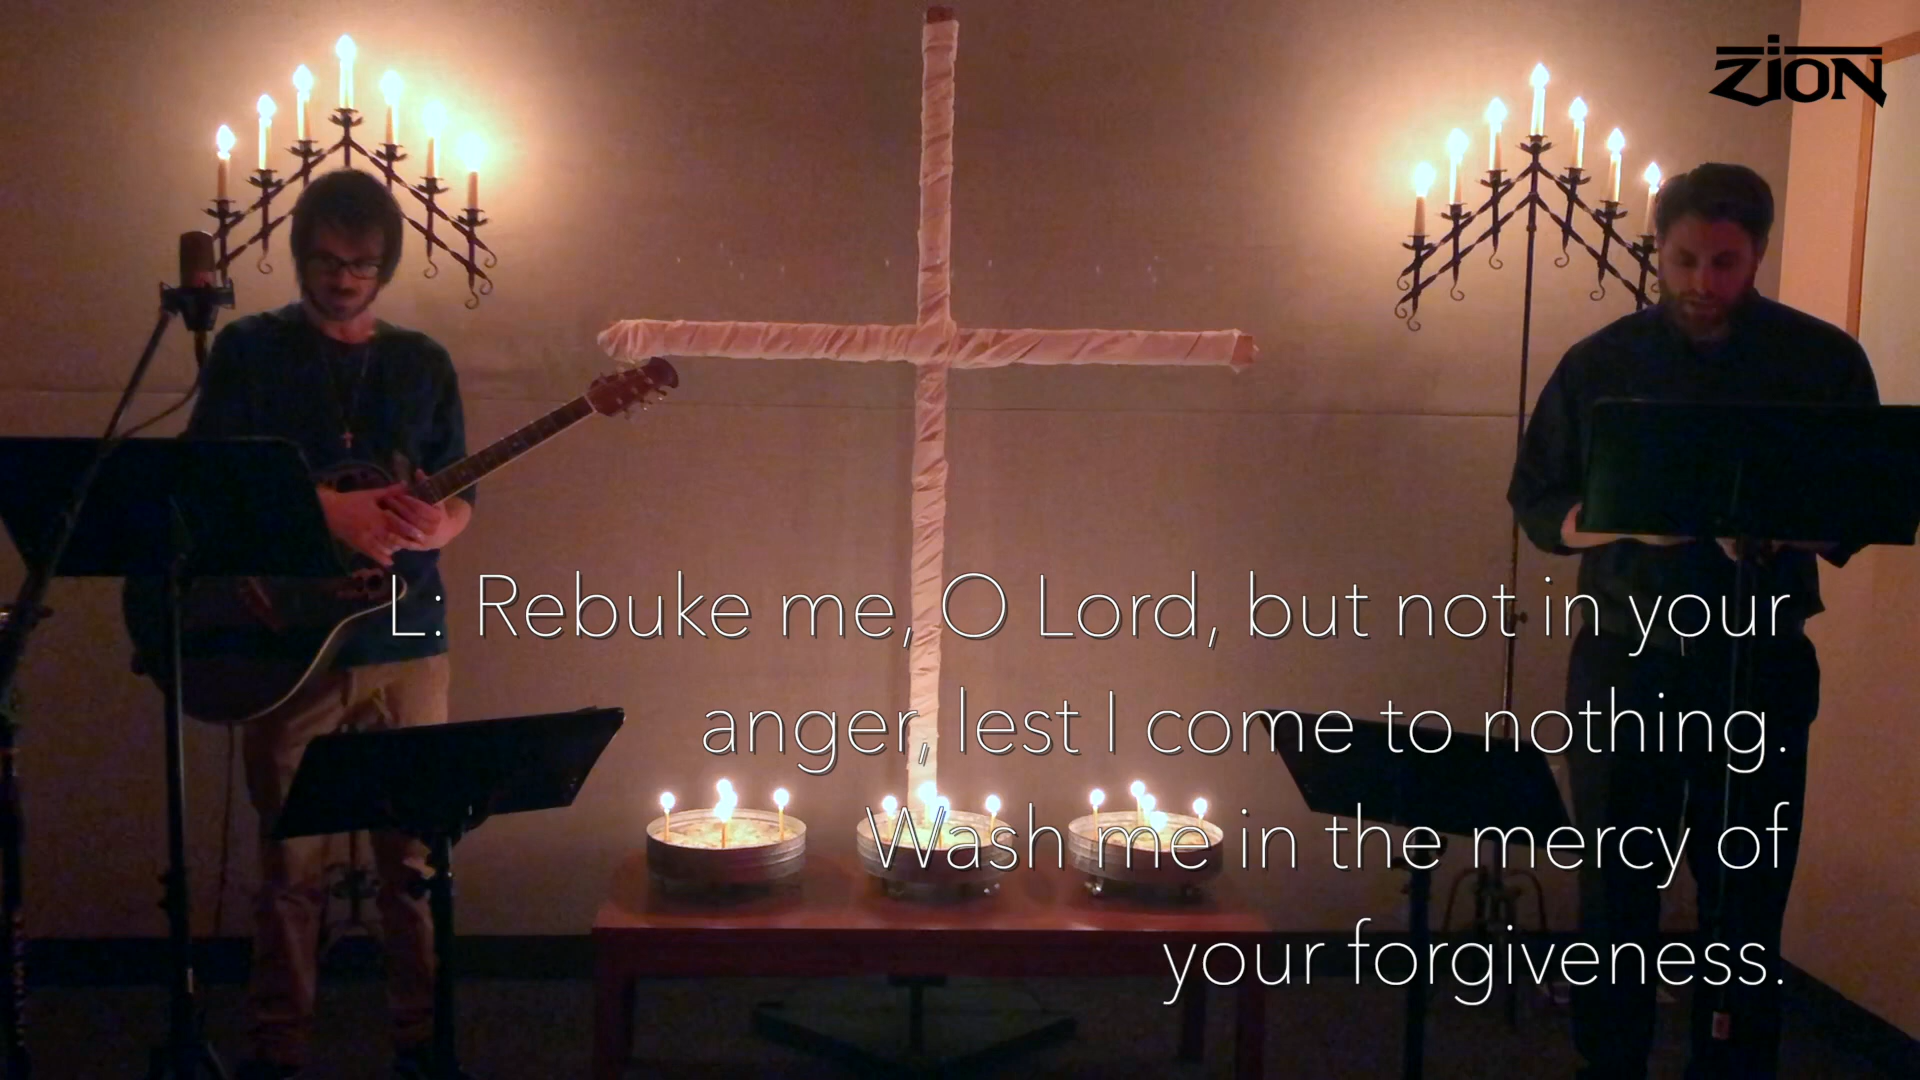 ZION
L: Rebuke me, O Lord, but not in your
anger, lest I come to nothing.
Wash me in the mercy of
your forgiveness.